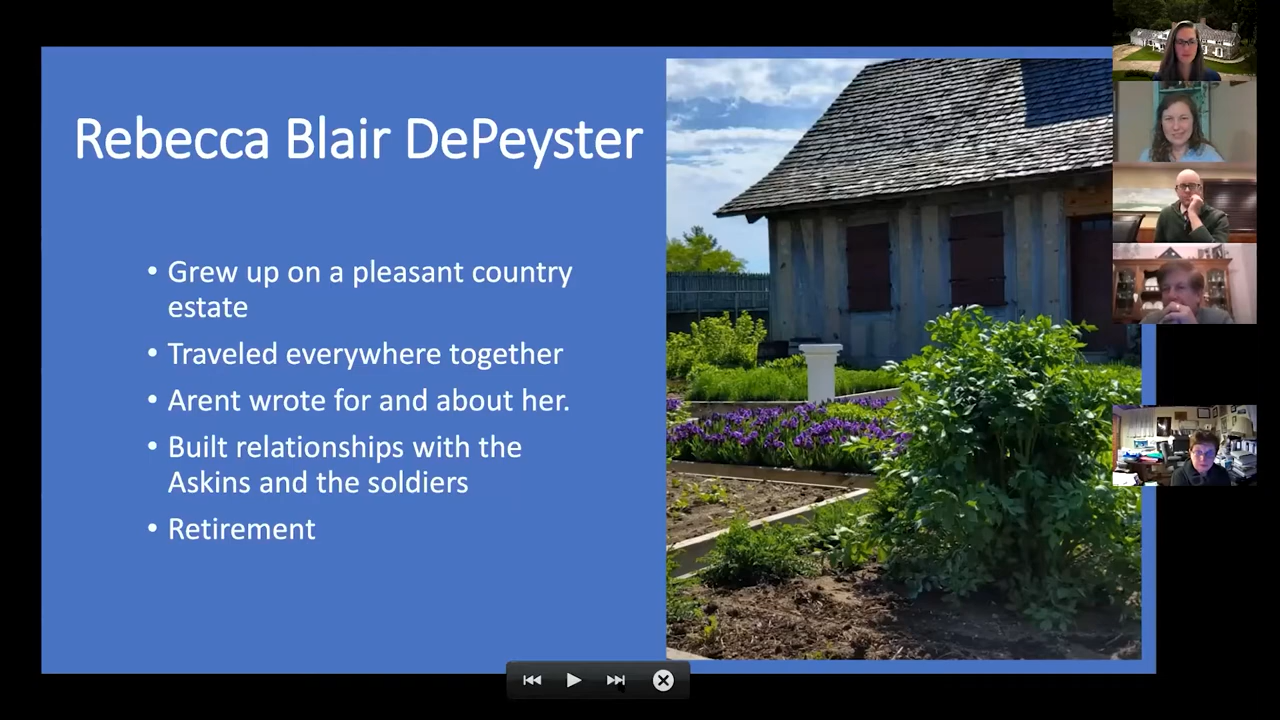 Rebecca Blair DePeyster
• Grew up on a pleasant country
estate
• Traveled everywhere together
• Arent wrote for and about her.
• Built relationships with the
Askins and the soldiers
• Retirement